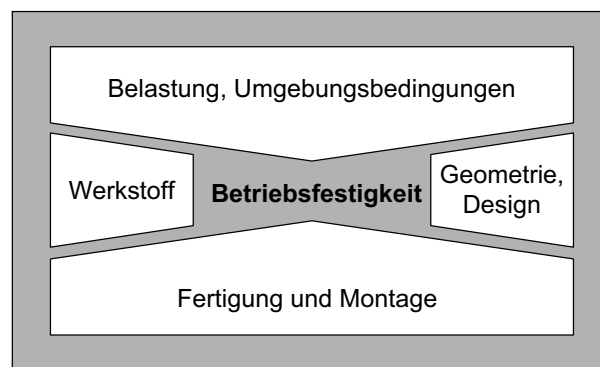 Belastung, Umgebungsbedingungen
Werkstoff
Betriebsfestigkeit
Geometrie,
Design
Fertigung und Montage